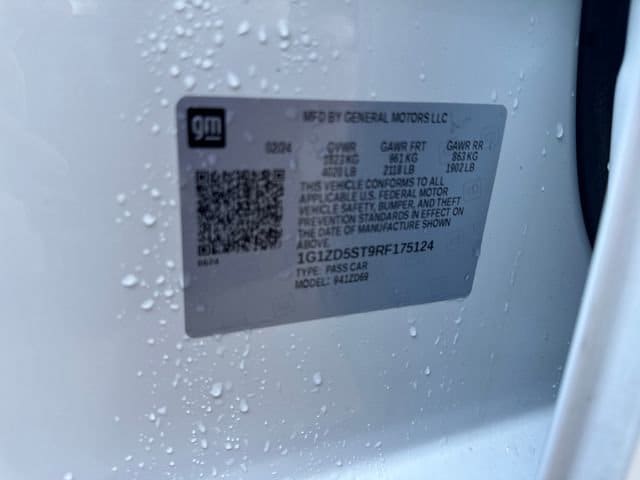 gm
MFD BY GENERAL MOTORS LLC
02/24 GVWR GAWR FRT GAWR RR
1823 KG 961 KG 863 KG
4020 LB 2118 LB 1902 LB
THIS VEHICLE CONFORMS TO ALL
APPLICABLE U.S. FEDERAL MOTOR
VEHICLE SAFETY, BUMPER, AND THEFT
PREVENTION STANDARDS IN EFFECT ON
THE DATE OF MANUFACTURE SHOWN
ABOVE.
1G1ZD5ST9RF175124
TYPE: PASS CAR
MODEL: 941ZD69